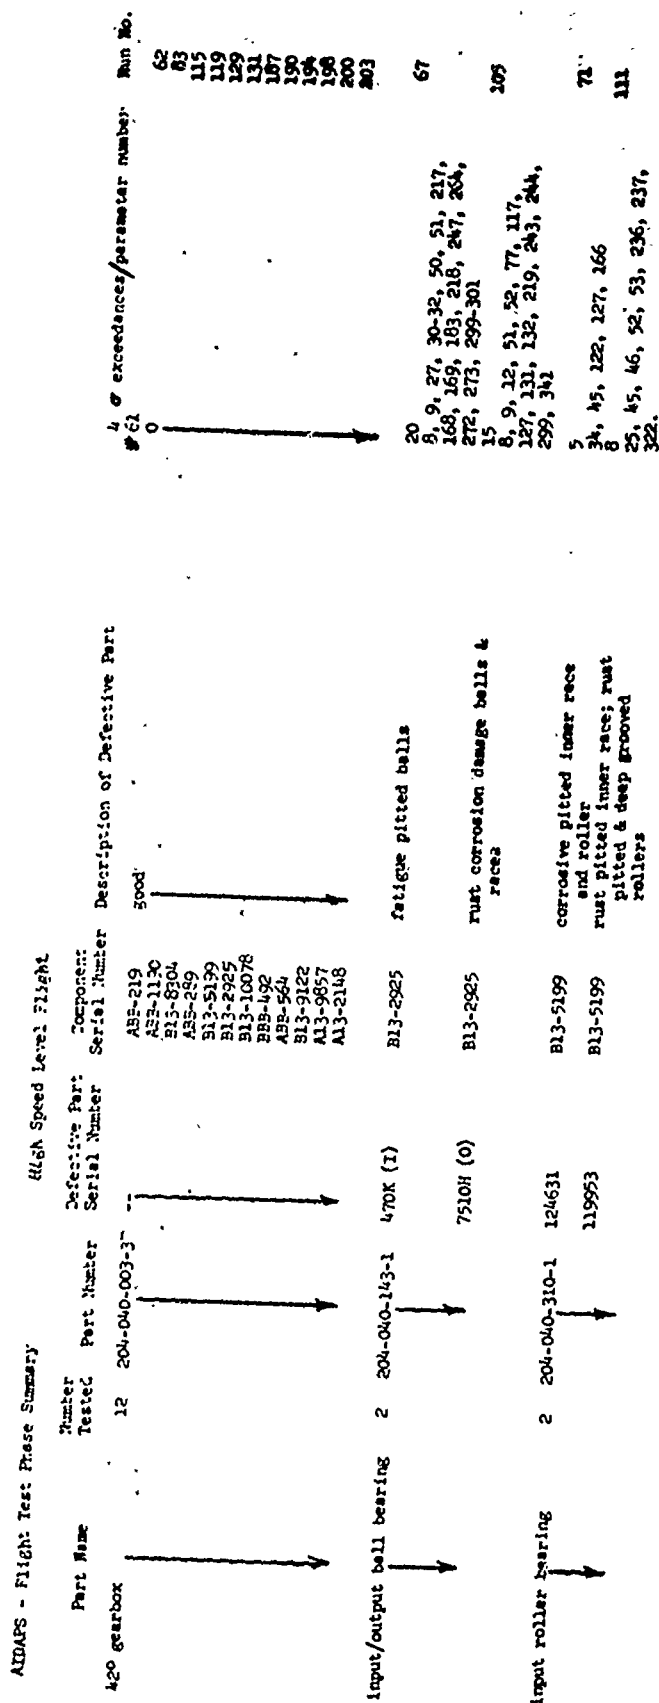 AIDAPS - Flight Test Phase Summary
High Speed Level Flight
Part Name Number Tested Part Number Defective Part Serial Number Component Serial Number Description of Defective Part 4 σ exceedances/parameter number Run No.
# 61
42° gearbox 12 204-040-003-3 -- ABB-219 good 0 62
ABB-1130 83
B13-8304 115
ABB-289 119
B13-5199 129
B13-2925 131
B13-10078 187
BBB-492 190
ABB-564 194
B13-9122 198
A13-9857 200
A13-2148 203
input/output ball bearing 2 204-040-143-1 470K (I) B13-2925 fatigue pitted balls 20 67
8, 9, 27, 30-32, 50, 51, 217,
168, 169, 183, 218, 247, 264,
272, 273, 299-301
7510H (O) B13-2925 rust corrosion damage balls & races 15 105
8, 9, 12, 51, 52, 77, 117,
127, 131, 132, 219, 243, 244,
299, 341
input roller bearing 2 204-040-310-1 124631 B13-5199 corrosive pitted inner race and roller 5 71
34, 45, 122, 127, 166
119953 B13-5199 rust pitted inner race; rust pitted & deep grooved rollers 8 111
25, 45, 46, 52, 53, 236, 237,
322.